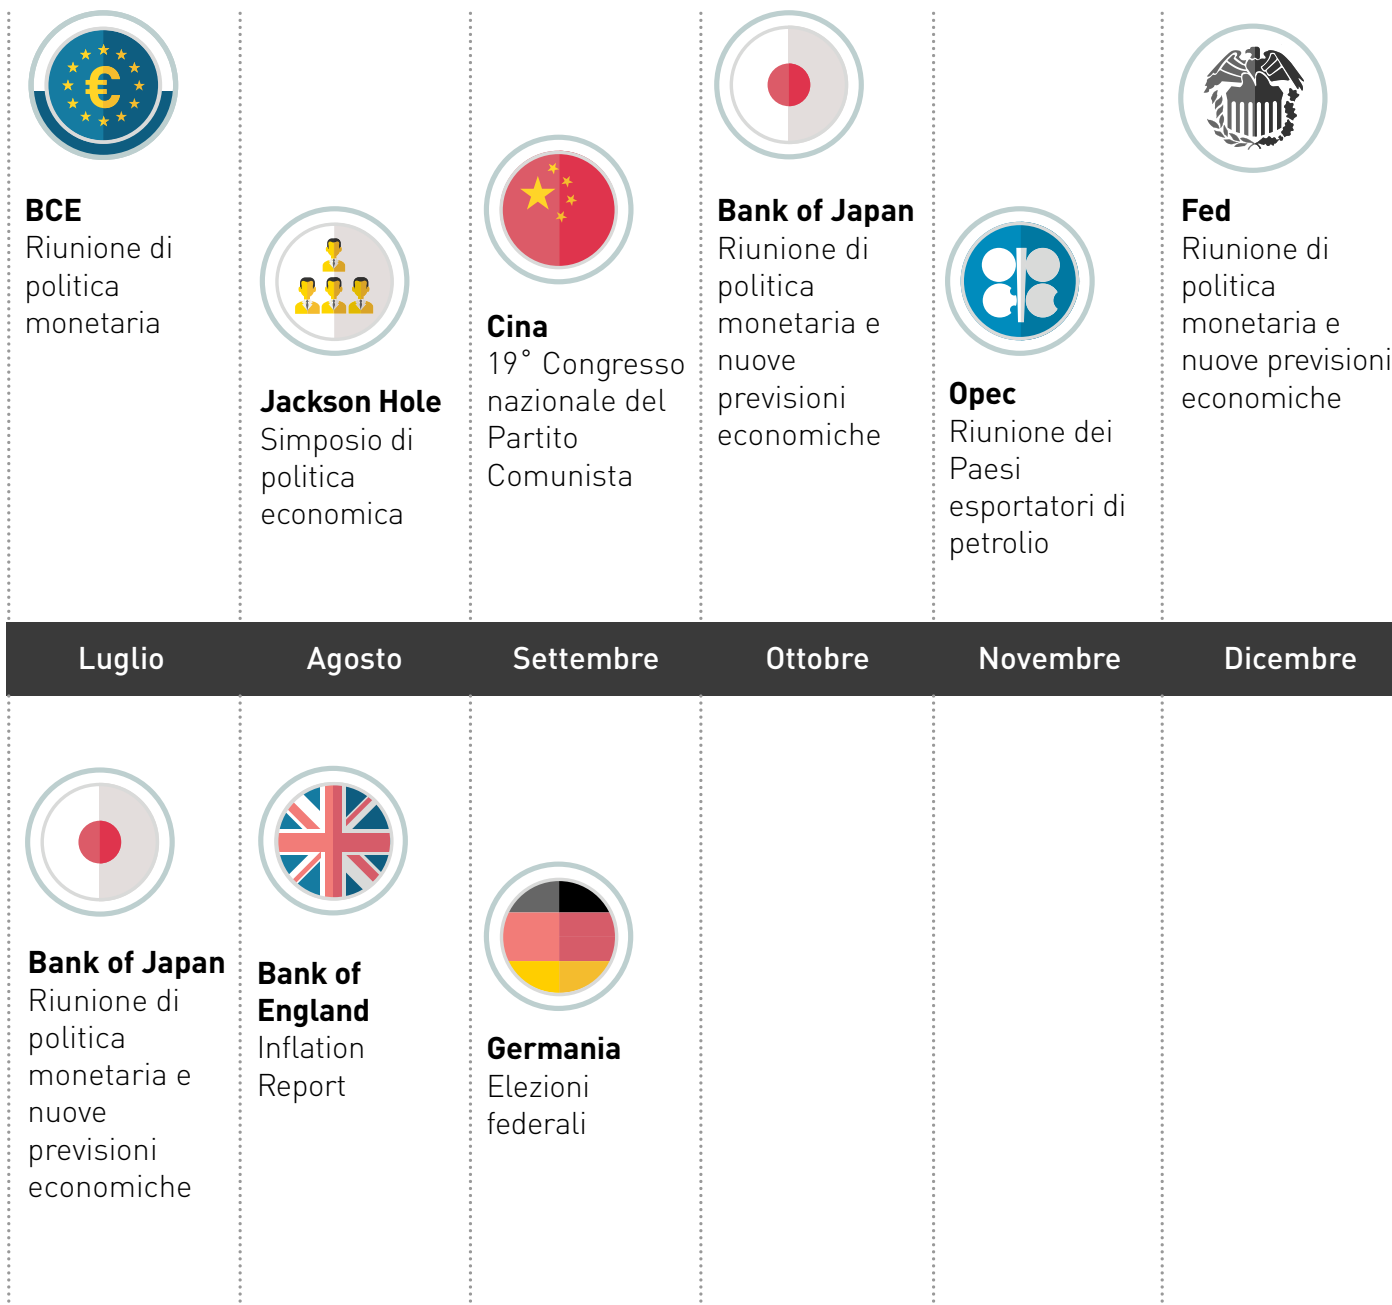 €
BCE
Riunione di
politica
monetaria
Jackson Hole
Simposio di
politica
economica
Cina
19° Congresso
nazionale del
Partito
Comunista
Bank of Japan
Riunione di
politica
monetaria e
nuove
previsioni
economiche
Opec
Riunione dei
Paesi
esportatori di
petrolio
Fed
Riunione di
politica
monetaria e
nuove previsioni
economiche
Luglio Agosto Settembre Ottobre Novembre Dicembre
Bank of Japan
Riunione di
politica
monetaria e
nuove
previsioni
economiche
Bank of
England
Inflation
Report
Germania
Elezioni
federali